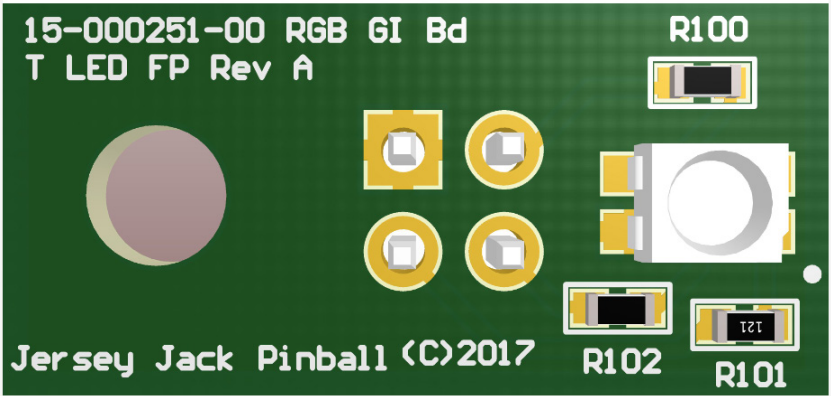 15-000251-00 RGB GI Bd
T LED FP Rev A
R100
121
R102
R101
Jersey Jack Pinball (C)2017